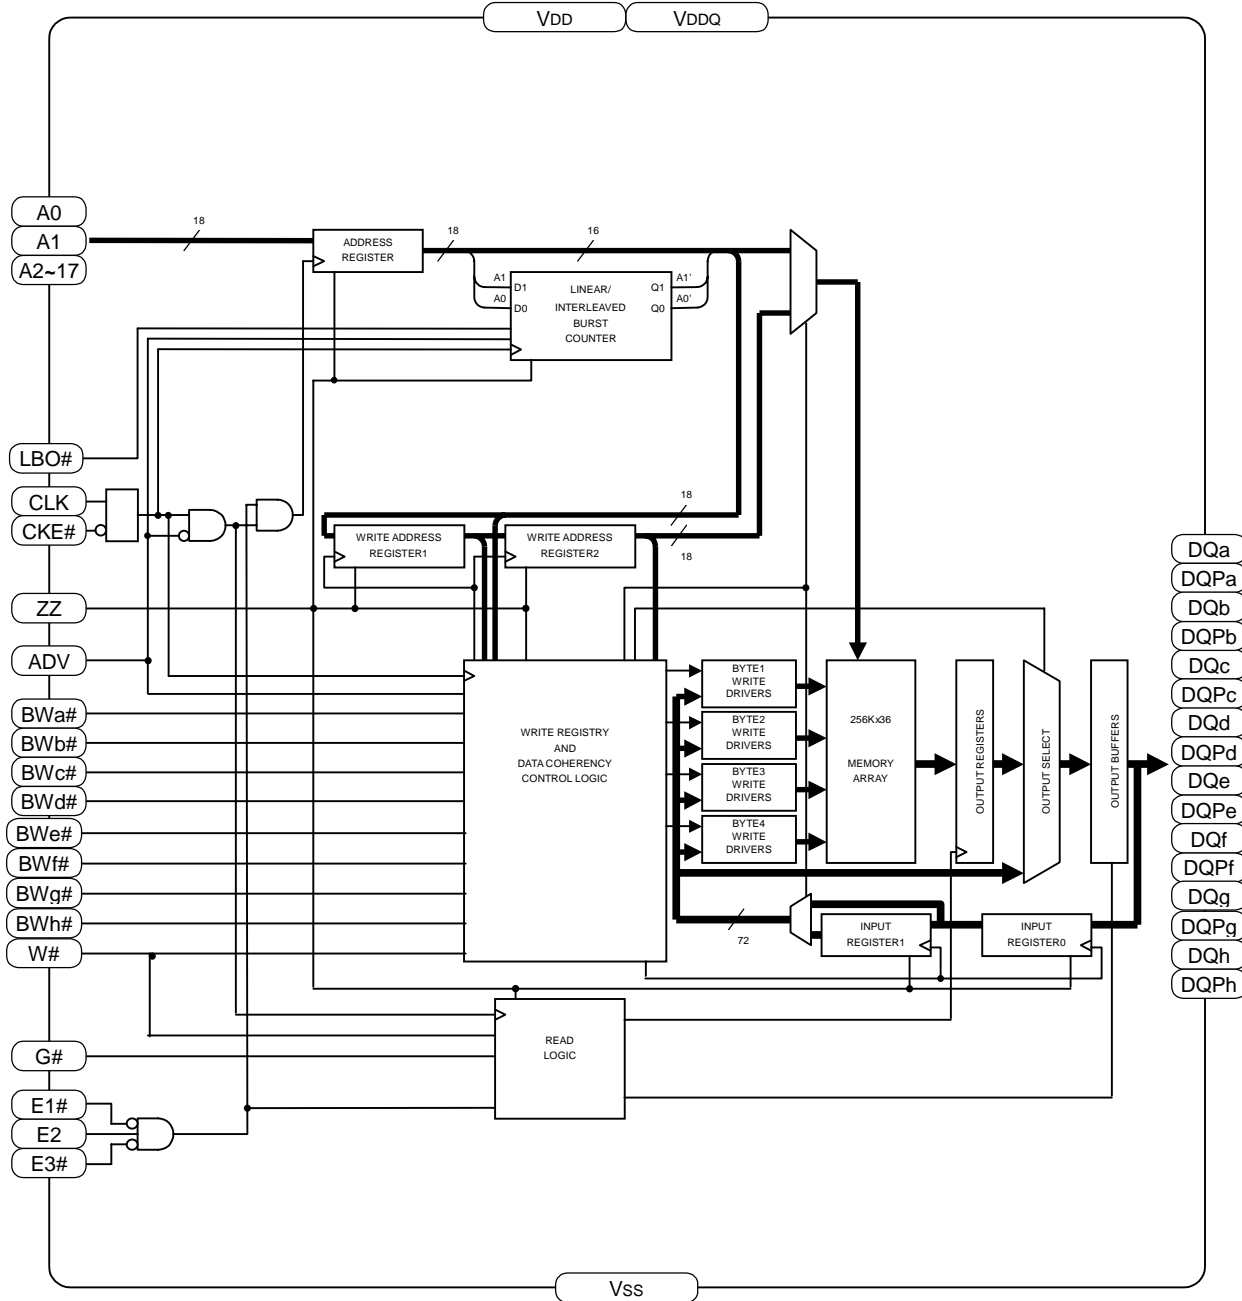 VDD
VDDQ
A0
A1
A2~17
18
ADDRESS
REGISTER
18
16
A1
A0
D1
D0
LINEAR/
INTERLEAVED
BURST
COUNTER
Q1
Q0
A1'
A0'
LBO#
CLK
CKE#
18
18
WRITE ADDRESS
REGISTER1
WRITE ADDRESS
REGISTER2
ZZ
ADV
BWa#
BWb#
BWc#
BWd#
BWe#
BWf#
BWg#
BWh#
W#
WRITE REGISTRY
AND
DATA COHERENCY
CONTROL LOGIC
BYTE1
WRITE
DRIVERS
BYTE2
WRITE
DRIVERS
BYTE3
WRITE
DRIVERS
BYTE4
WRITE
DRIVERS
256Kx36
MEMORY
ARRAY
OUTPUT REGISTERS
OUTPUT SELECT
OUTPUT BUFFERS
72
INPUT
REGISTER1
INPUT
REGISTER0
READ
LOGIC
G#
E1#
E2
E3#
DQa
DQPa
DQb
DQPb
DQc
DQPc
DQd
DQPd
DQe
DQPe
DQf
DQPf
DQg
DQPg
DQh
DQPh
Vss